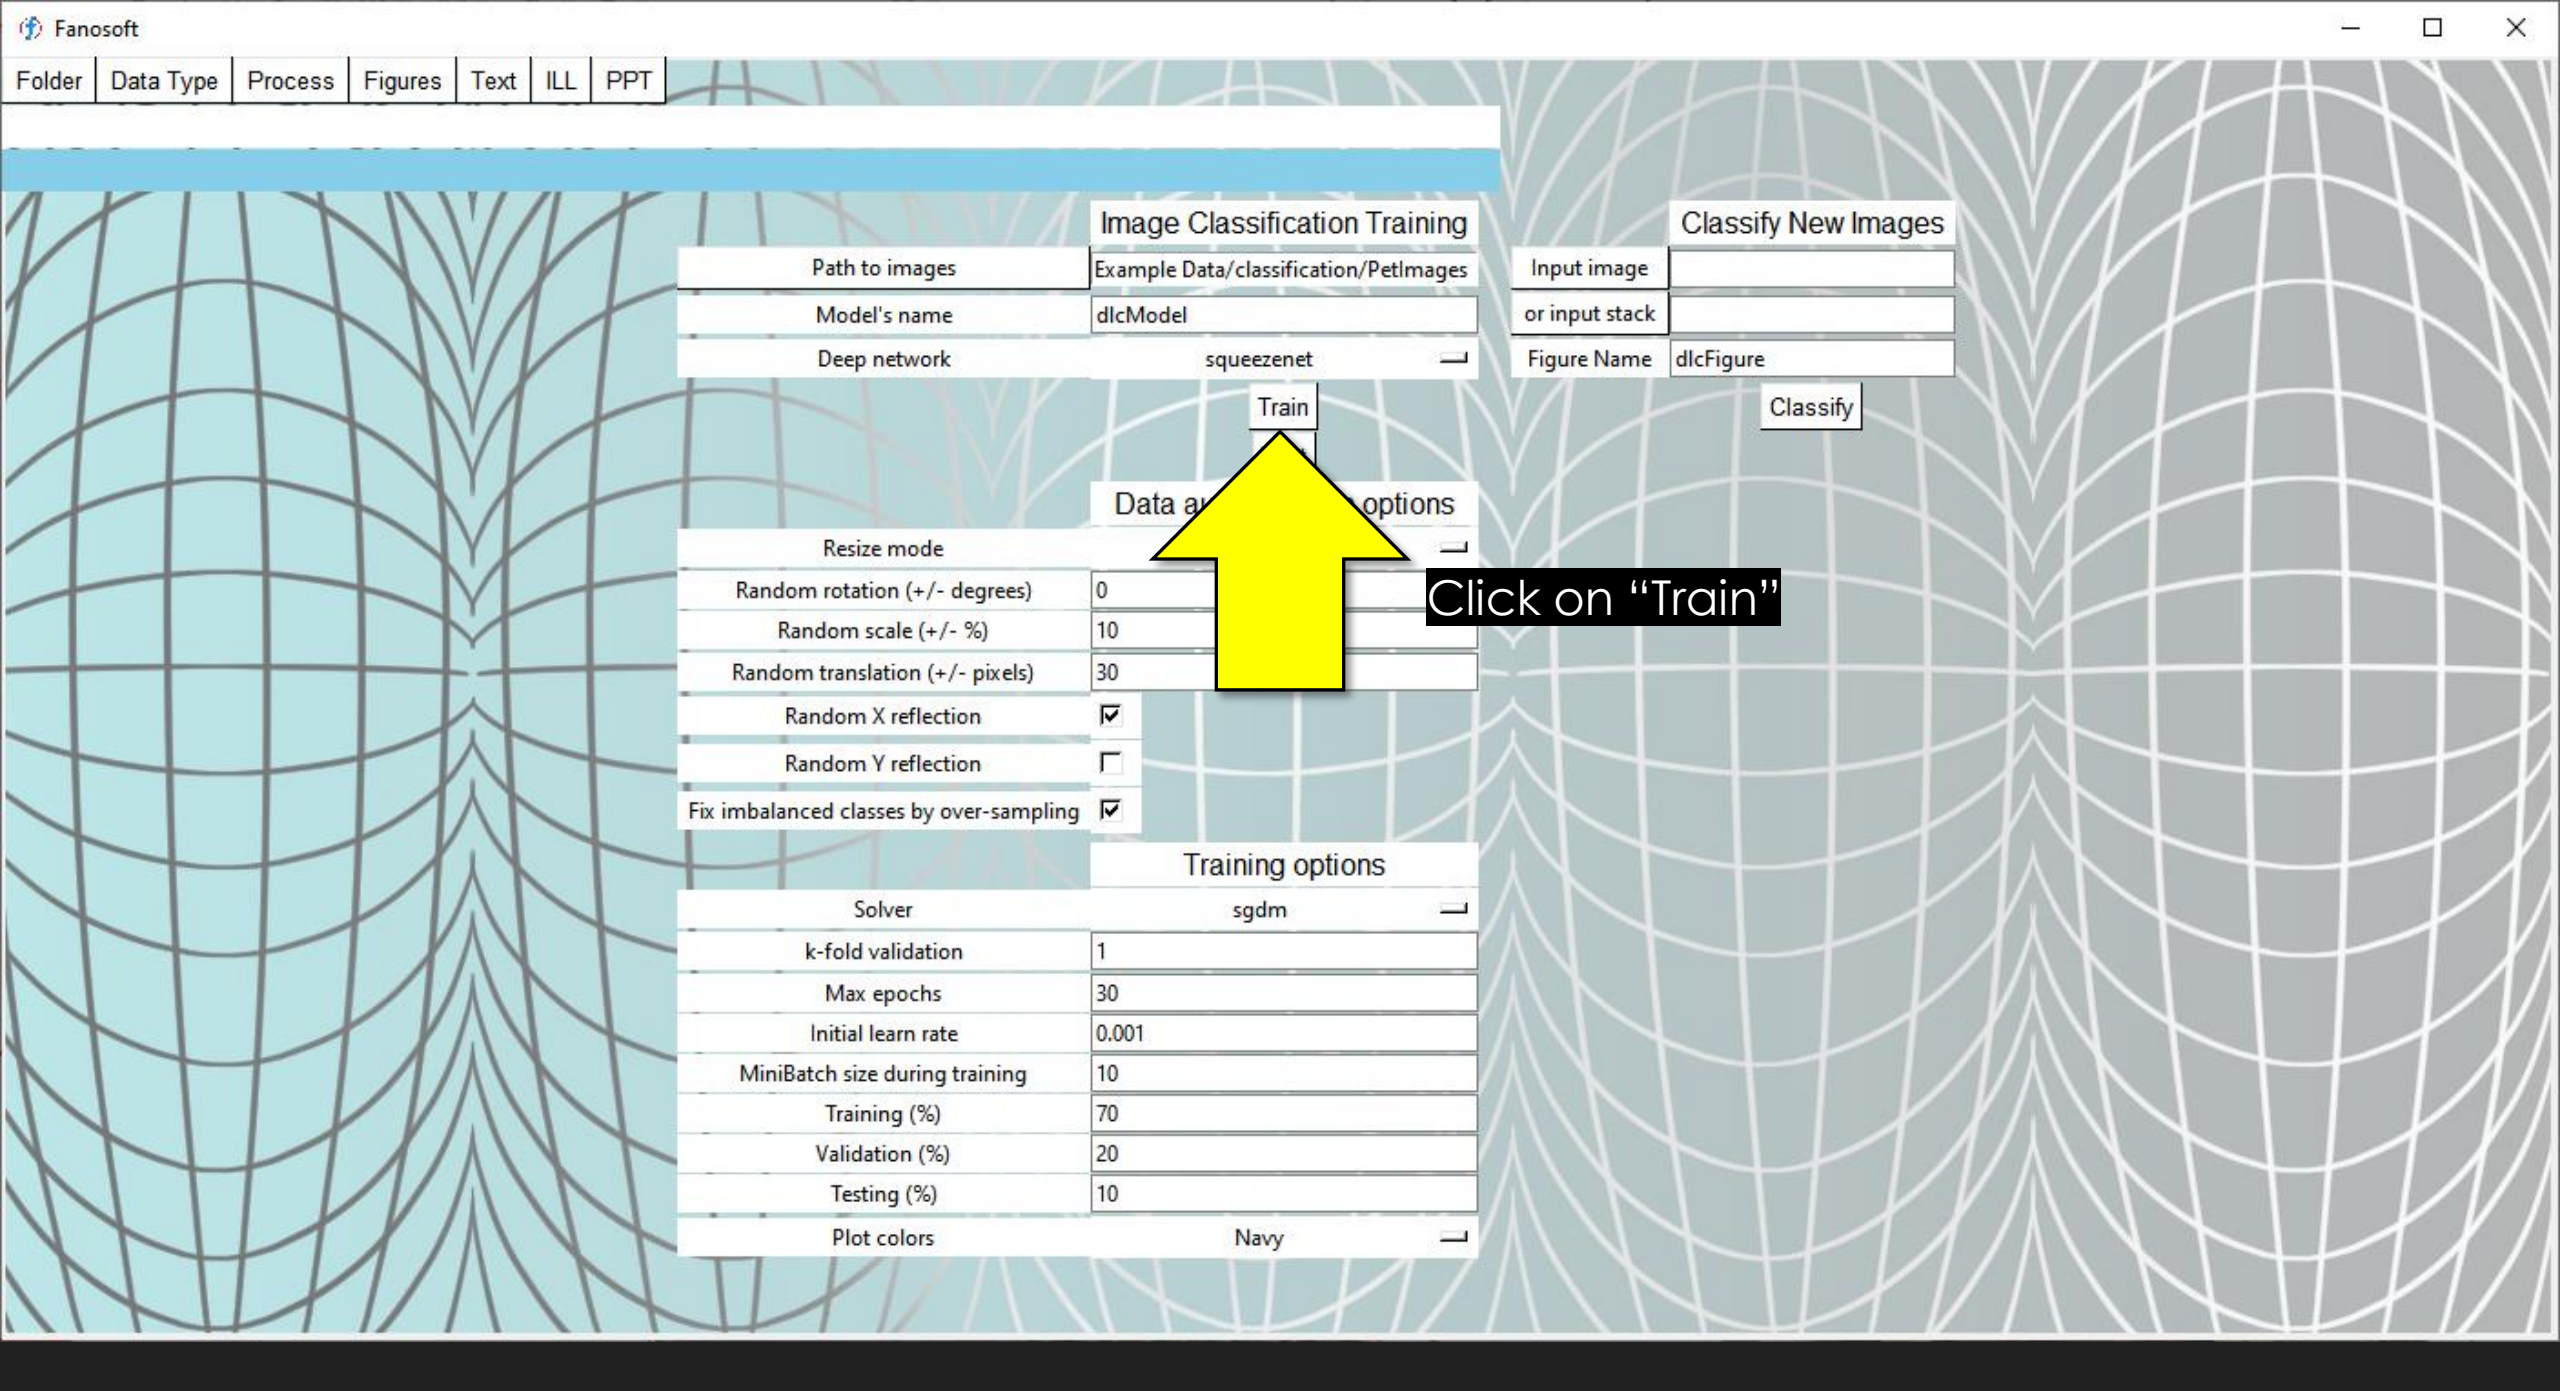 Fanosoft
Folder Data Type Process Figures Text ILL PPT
Image Classification Training Classify New Images
Path to images Example Data/classification/PetImages Input image
Model's name dlcModel or input stack
Deep network squeezenet Figure Name dlcFigure
Train Classify
Data options
Resize mode
Click on “Train”
Random rotation (+/- degrees) 0
Random scale (+/- %) 10
Random translation (+/- pixels) 30
Random X reflection
Random Y reflection
Fix imbalanced classes by over-sampling
Training options
Solver sgdm
k-fold validation 1
Max epochs 30
Initial learn rate 0.001
MiniBatch size during training 10
Training (%) 70
Validation (%) 20
Testing (%) 10
Plot colors Navy